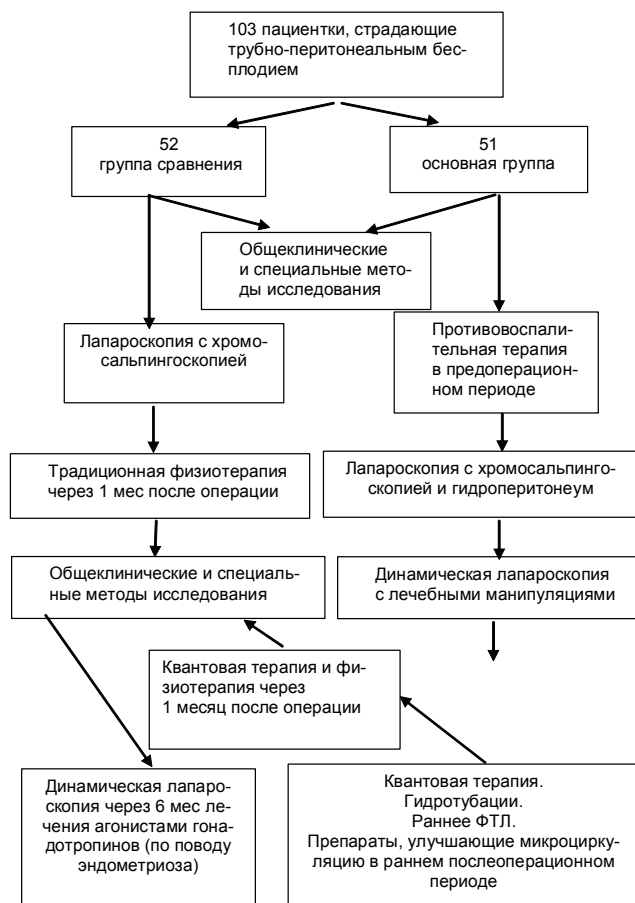 103 пациентки, страдающие
трубно-перитонеальным бес-
плодием
52
группа сравнения
51
основная группа
Общеклинические
и специальные мето-
ды исследования
Лапароскопия с хромо-
сальпингоскопией
Противовоспали-
тельная терапия
в предоперацион-
ном периоде
Традиционная физиотерапия
через 1 мес после операции
Лапароскопия с хромосальпинго-
скопией и гидроперитонеум
Общеклинические и специаль-
ные методы исследования
Динамическая лапароскопия
с лечебными манипуляциями
Квантовая терапия и фи-
зиотерапия через
1 месяц после операции
Динамическая лапаро-
скопия через 6 мес ле-
чения агонистами гона-
дотропинов (по поводу
эндометриоза)
Квантовая терапия.
Гидротубации.
Раннее ФТЛ.
Препараты, улучшающие микроцирку-
ляцию в раннем послеоперационном
периоде